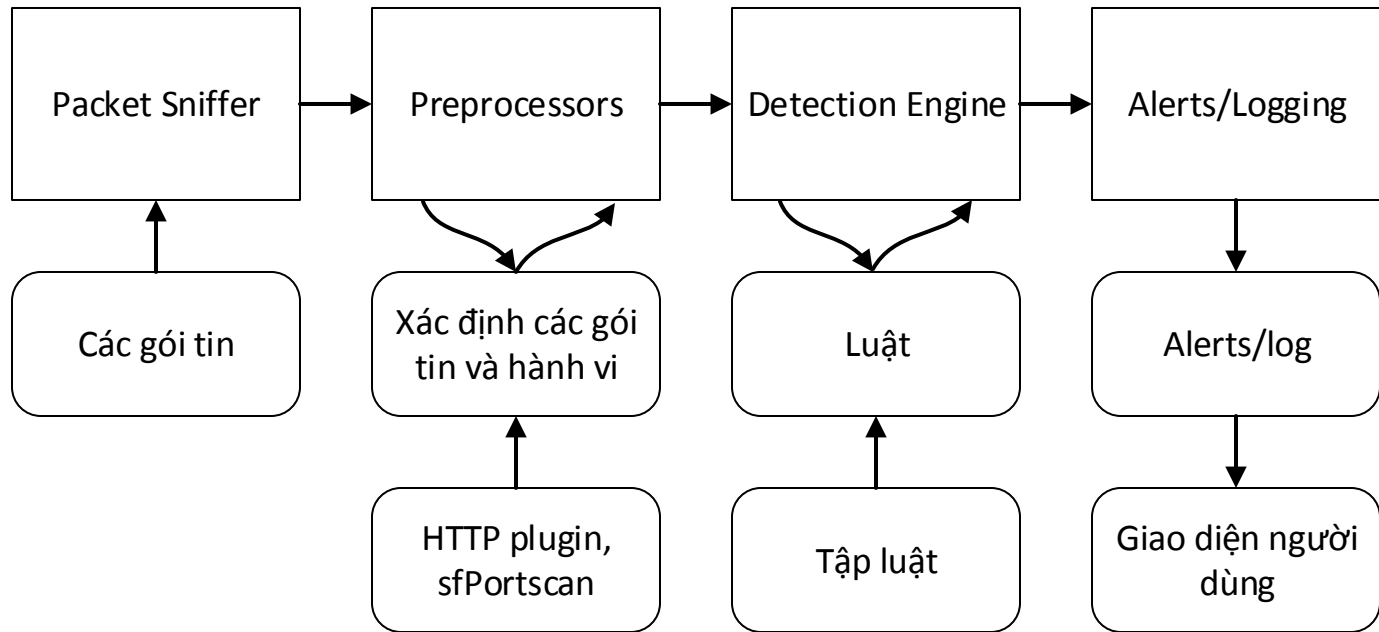 Packet Sniffer
Preprocessors
Detection Engine
Alerts/Logging
Các gói tin
Xác định các gói
tin và hành vi
Luật
Alerts/log
HTTP plugin,
sfPortscan
Tập luật
Giao diện người
dùng